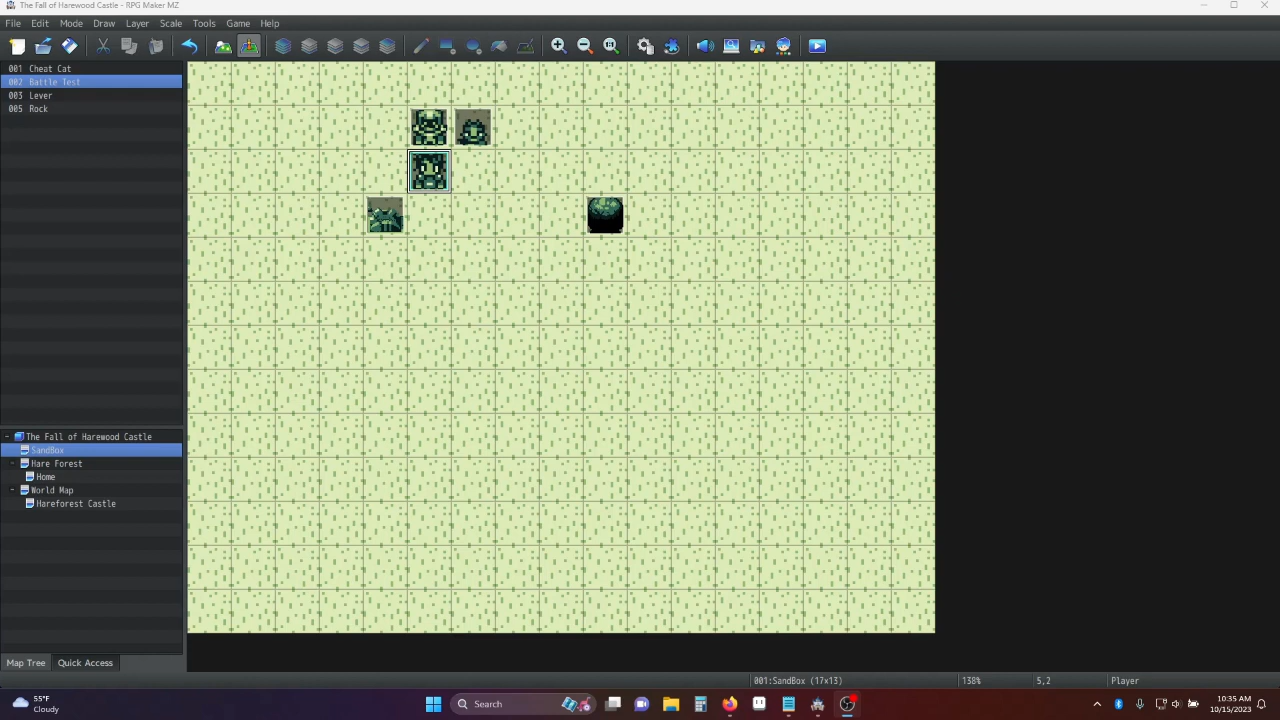 The Fall of Harewood Castle - RPG Maker MZ
File Edit Mode Draw Layer Scale Tools Game Help
001 Cheat Cat
002 Battle Test
003 Lever
005 Rock
The Fall of Harewood Castle
SandBox
Hare Forest
Home
World Map
Hareforest Castle
Map Tree Quick Access
001:SandBox (17x13) 138% 5,2 Player
55°F
Cloudy
Search
10:35 AM
10/15/2023